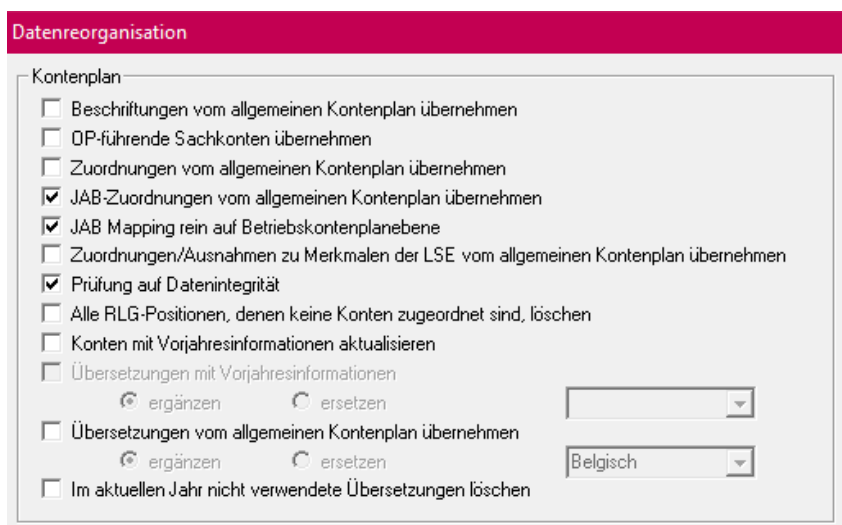 Datenreorganisation
Kontenplan
Beschriftungen vom allgemeinen Kontenplan übernehmen
OP-führende Sachkonten übernehmen
Zuordnungen vom allgemeinen Kontenplan übernehmen
JAB-Zuordnungen vom allgemeinen Kontenplan übernehmen
JAB Mapping rein auf Betriebskontenplanebene
Zuordnungen/Ausnahmen zu Merkmalen der LSE vom allgemeinen Kontenplan übernehmen
Prüfung auf Datenintegrität
Alle RLG-Positionen, denen keine Konten zugeordnet sind, löschen
Konten mit Vorjahresinformationen aktualisieren
Übersetzungen mit Vorjahresinformationen
ergänzen ersetzen
Übersetzungen vom allgemeinen Kontenplan übernehmen
ergänzen ersetzen Belgisch
Im aktuellen Jahr nicht verwendete Übersetzungen löschen